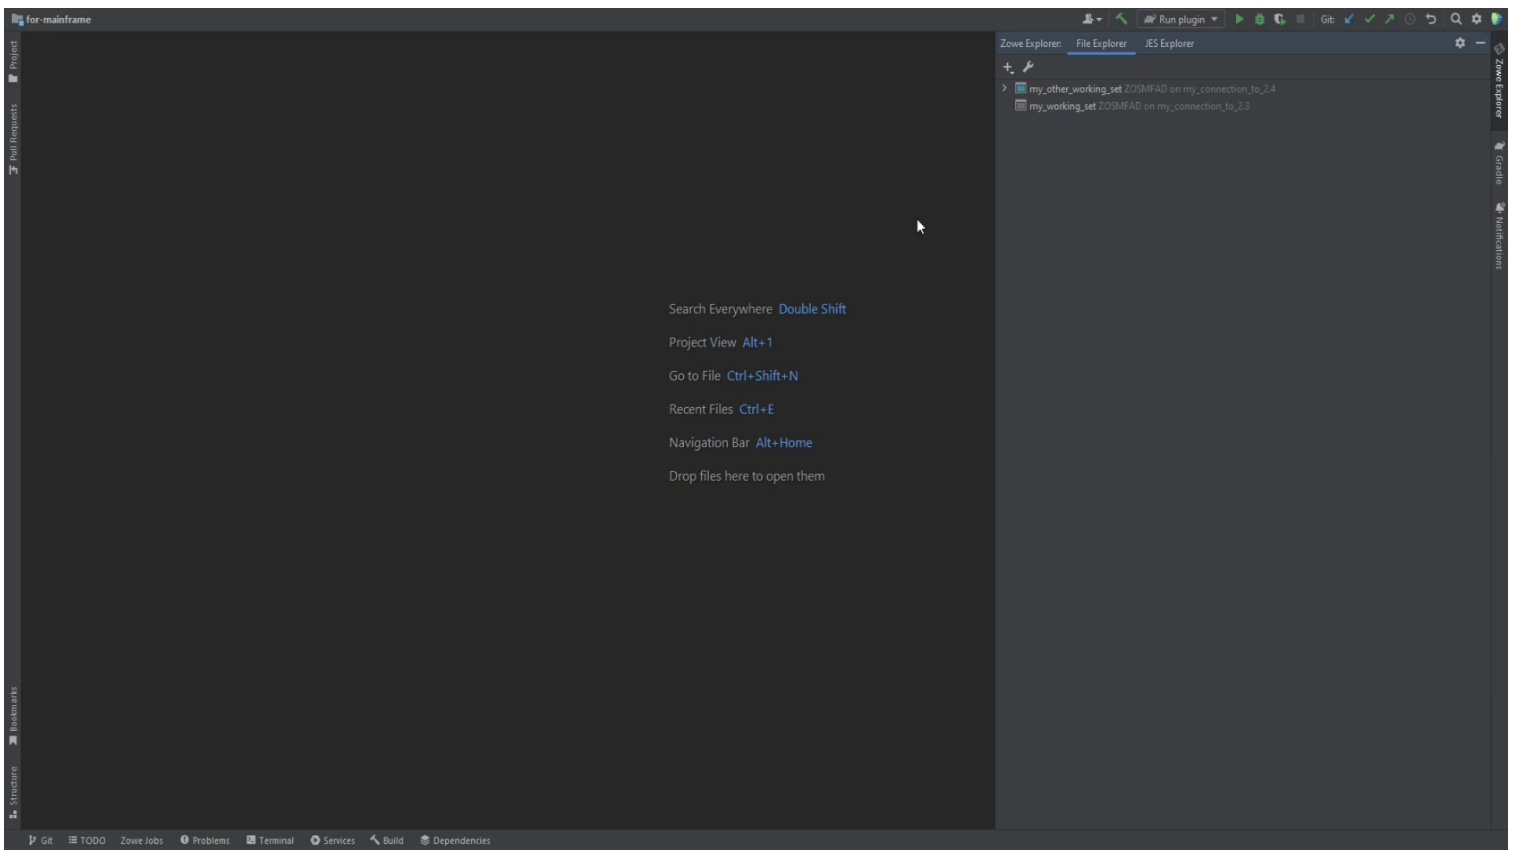 for-mainframe
Run plugin
Git:
Project
Pull Requests
Bookmarks
Structure
Search Everywhere Double Shift
Project View Alt+1
Go to File Ctrl+Shift+N
Recent Files Ctrl+E
Navigation Bar Alt+Home
Drop files here to open them
Zowe Explorer: File Explorer JES Explorer
my_other_working_set ZOSMFAD on my_connection_to_2.4
my_working_set ZOSMFAD on my_connection_to_2.3
Zowe Explorer
Gradle
Notifications
Git TODO Zowe Jobs Problems Terminal Services Build Dependencies